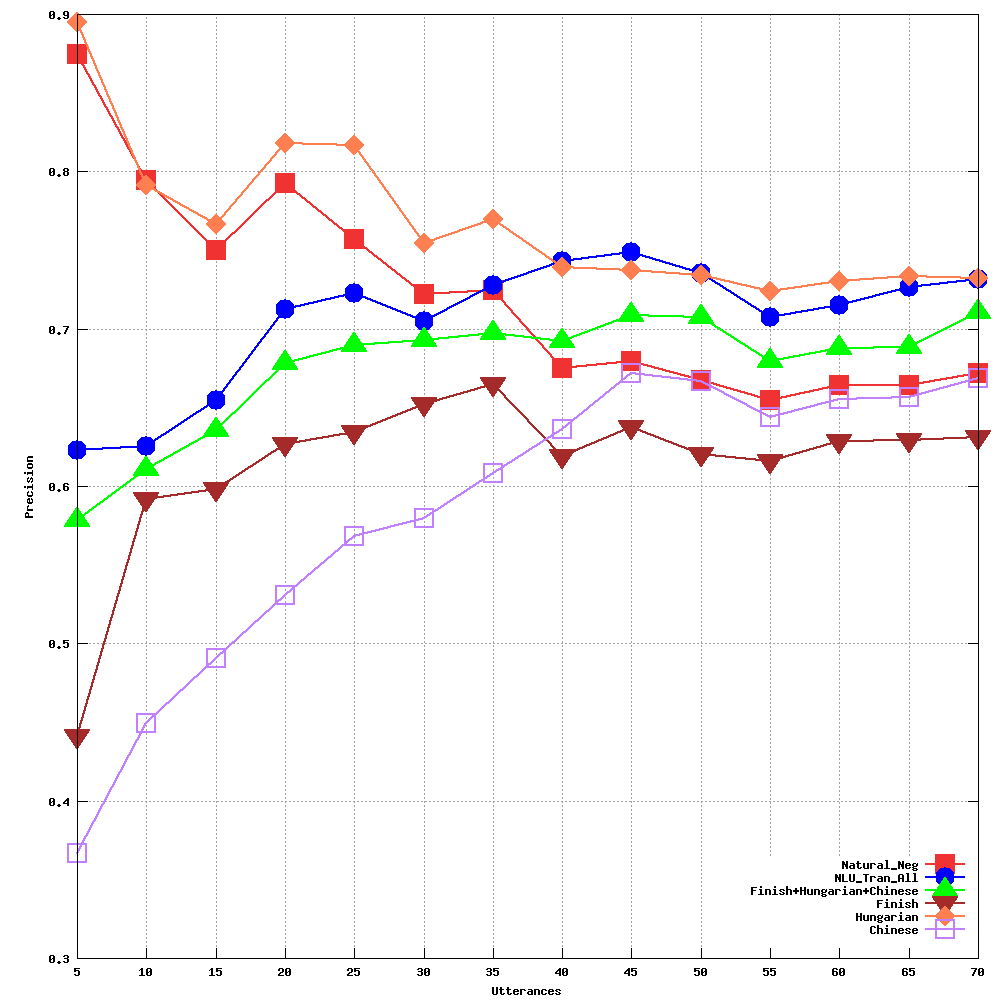 0.9
0.8
0.7
0.6
0.5
0.4
0.3
Precision
Natural_Neg
NLU_Tran_All
Finish+Hungarian+Chinese
Finish
Hungarian
Chinese
5 10 15 20 25 30 35 40 45 50 55 60 65 70
Utterances